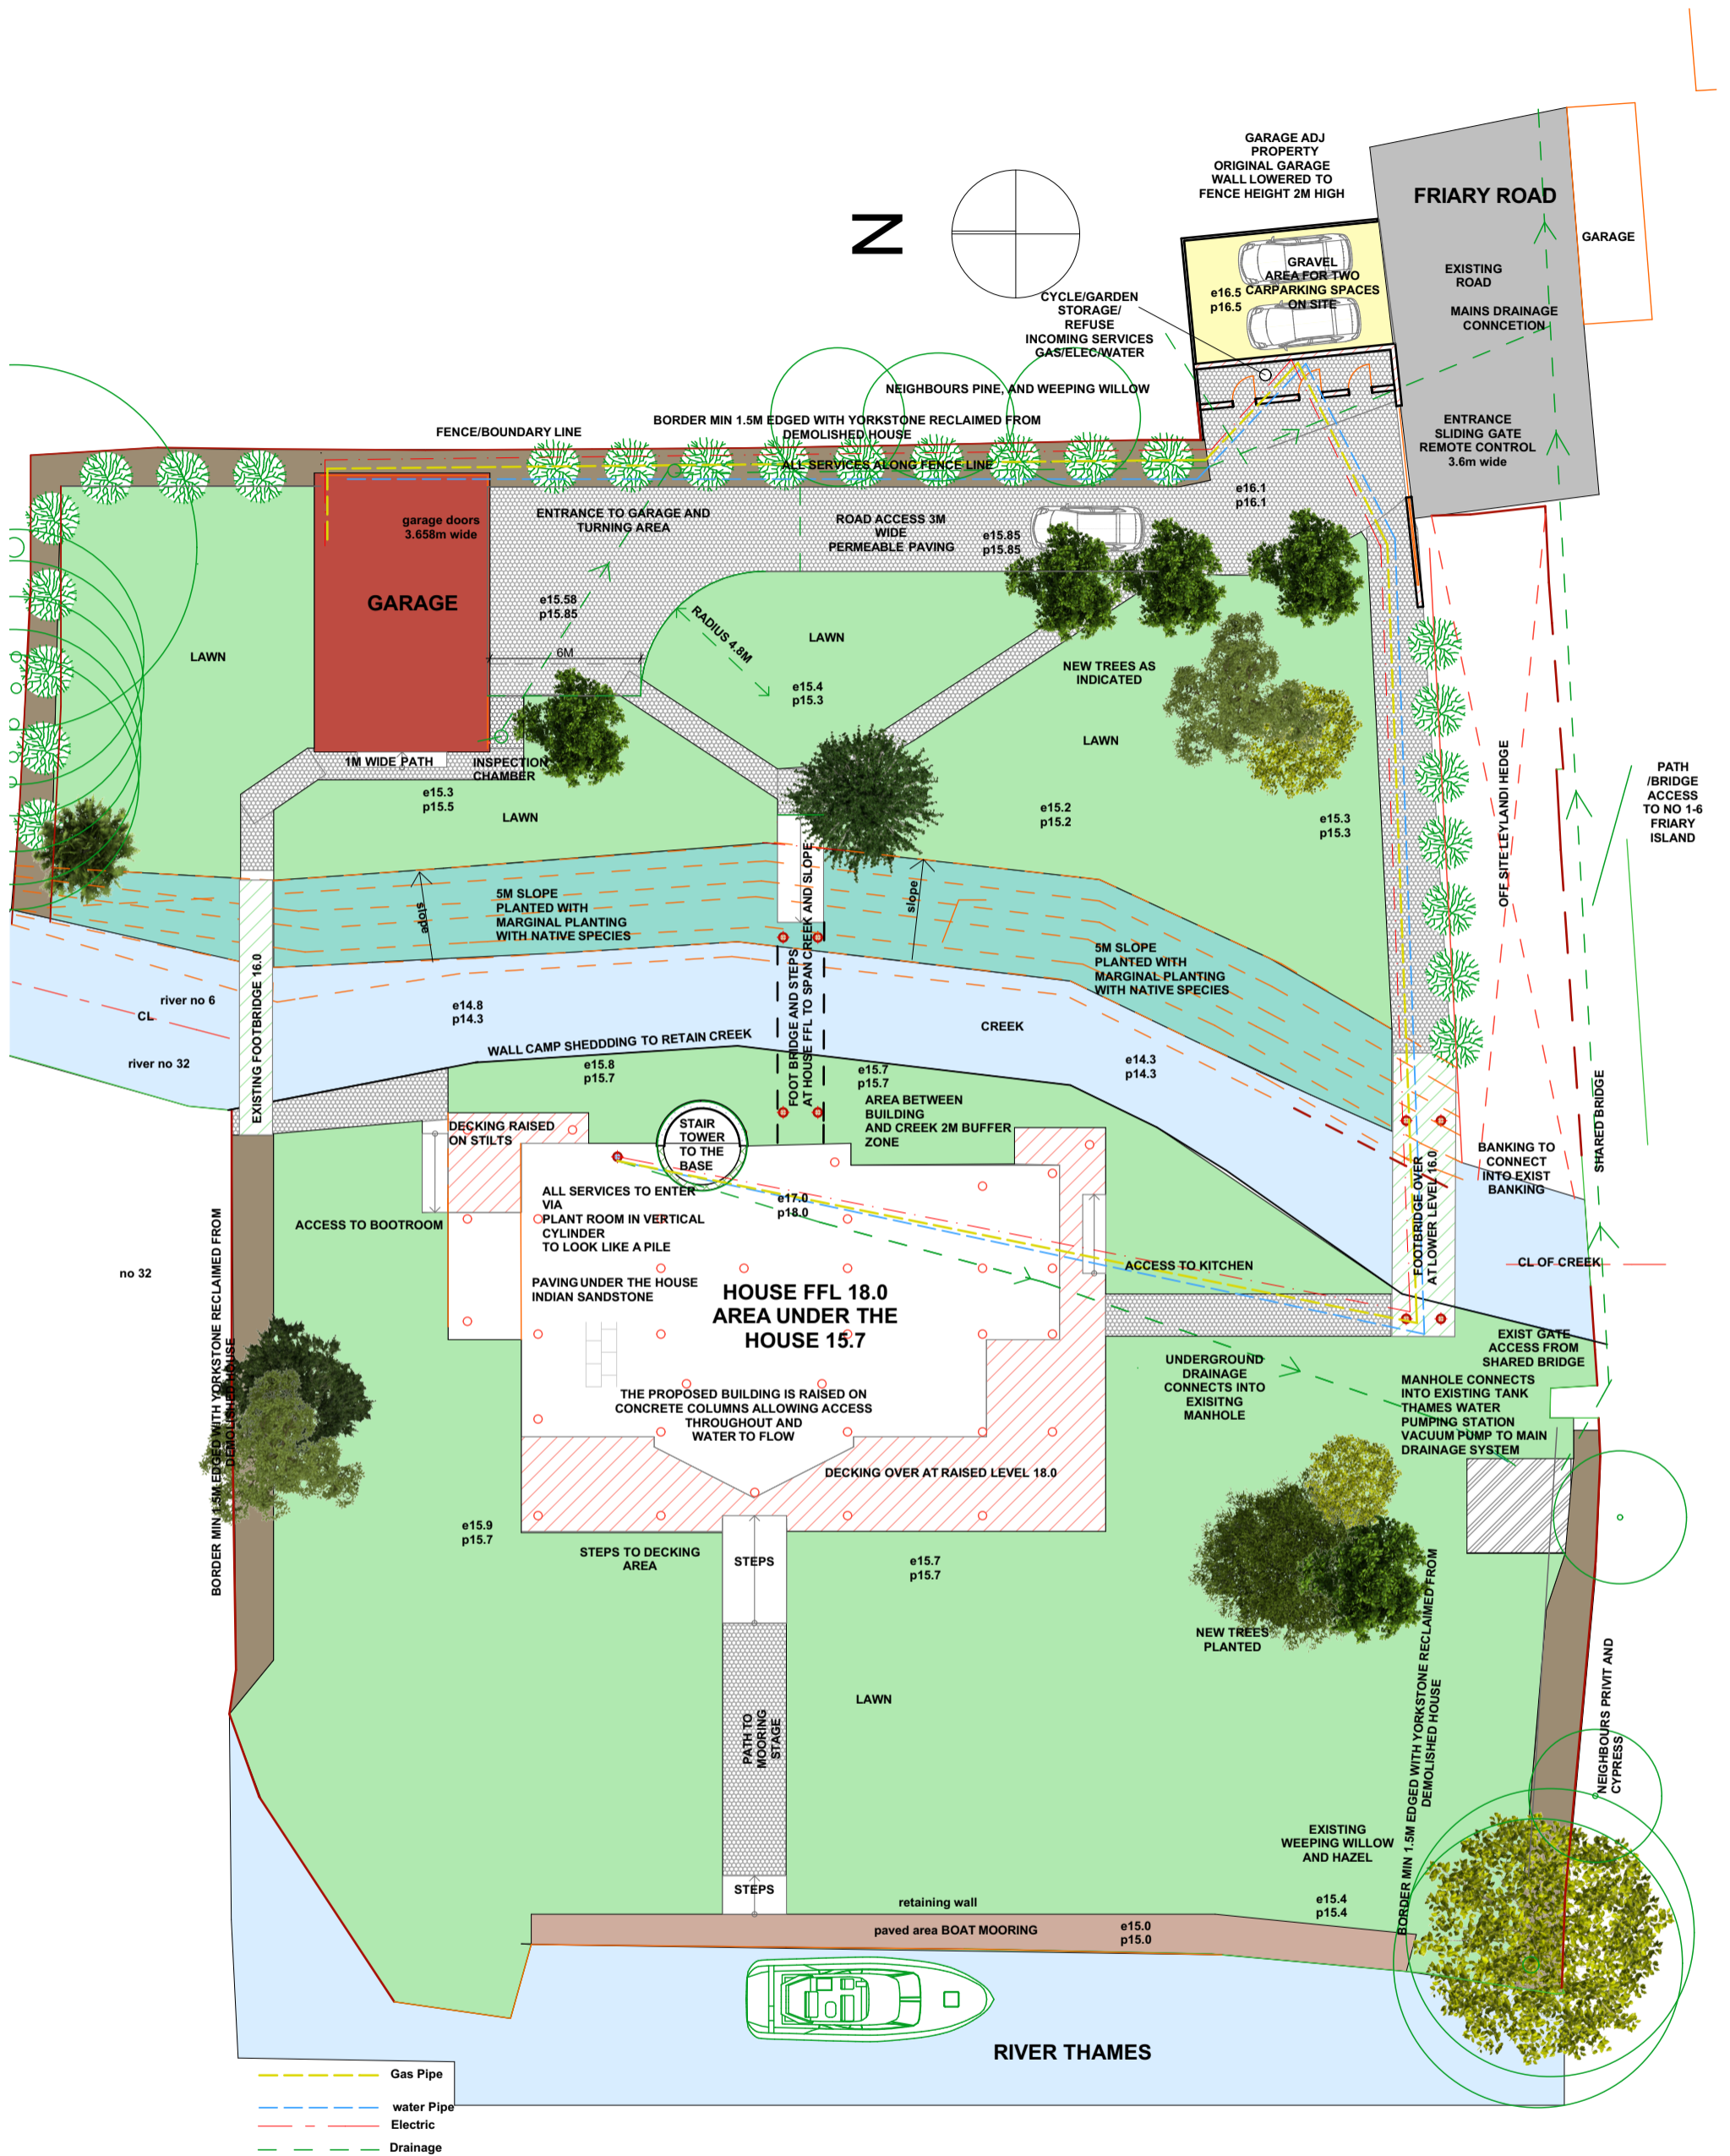 GARAGE ADJ
PROPERTY
ORIGINAL GARAGE
WALL LOWERED TO
FENCE HEIGHT 2M HIGH
FRIARY ROAD
GARAGE
EXISTING
ROAD
MAINS DRAINAGE
CONNCETION
N
GRAVEL
AREA FOR TWO
CARPARKING SPACES
ON SITE
e16.5
p16.5
CYCLE/GARDEN
STORAGE/
REFUSE
INCOMING SERVICES
GAS/ELEC/WATER
NEIGHBOURS PINE, AND WEEPING WILLOW
ENTRANCE
SLIDING GATE
REMOTE CONTROL
3.6m wide
FENCE/BOUNDARY LINE
BORDER MIN 1.5M EDGED WITH YORKSTONE RECLAIMED FROM
DEMOLISHED HOUSE
ALL SERVICES ALONG FENCE LINE
e16.1
p16.1
garage doors
3.658m wide
ENTRANCE TO GARAGE AND
TURNING AREA
ROAD ACCESS 3M
WIDE
PERMEABLE PAVING
e15.85
p15.85
GARAGE
e15.58
p15.85
RADIUS 4.8M
LAWN
LAWN
6M
NEW TREES AS
INDICATED
e15.4
p15.3
LAWN
1M WIDE PATH
INSPECTION
CHAMBER
e15.3
p15.5
LAWN
e15.2
p15.2
e15.3
p15.3
OFF SITE LEYLANDI HEDGE
PATH
/BRIDGE
ACCESS
TO NO 1-6
FRIARY
ISLAND
slope
5M SLOPE
PLANTED WITH
MARGINAL PLANTING
WITH NATIVE SPECIES
slope
5M SLOPE
PLANTED WITH
MARGINAL PLANTING
WITH NATIVE SPECIES
FOOT BRIDGE AND STEPS
AT HOUSE FFL TO SPAN CREEK AND SLOPE
EXISTING FOOTBRIDGE 16.0
river no 6
CL
river no 32
e14.8
p14.3
WALL CAMP SHEDDDING TO RETAIN CREEK
CREEK
e15.8
p15.7
e15.7
p15.7
e14.3
p14.3
AREA BETWEEN
BUILDING
AND CREEK 2M BUFFER
ZONE
SHARED BRIDGE
DECKING RAISED
ON STILTS
STAIR
TOWER
TO THE
BASE
BANKING TO
CONNECT
INTO EXIST
BANKING
FOOTBRIDGE OVER
AT LOWER LEVEL 16.0
ALL SERVICES TO ENTER
VIA
PLANT ROOM IN VERTICAL
CYLINDER
TO LOOK LIKE A PILE
e17.0
p18.0
ACCESS TO BOOTROOM
BORDER MIN 1.5M EDGED WITH YORKSTONE RECLAIMED FROM
DEMOLISHED HOUSE
no 32
ACCESS TO KITCHEN
CL OF CREEK
PAVING UNDER THE HOUSE
INDIAN SANDSTONE
HOUSE FFL 18.0
AREA UNDER THE
HOUSE 15.7
EXIST GATE
ACCESS FROM
SHARED BRIDGE
UNDERGROUND
DRAINAGE
CONNECTS INTO
EXISITNG
MANHOLE
MANHOLE CONNECTS
INTO EXISTING TANK
THAMES WATER
PUMPING STATION
VACUUM PUMP TO MAIN
DRAINAGE SYSTEM
THE PROPOSED BUILDING IS RAISED ON
CONCRETE COLUMNS ALLOWING ACCESS
THROUGHOUT AND
WATER TO FLOW
DECKING OVER AT RAISED LEVEL 18.0
e15.9
p15.7
STEPS TO DECKING
AREA
STEPS
e15.7
p15.7
NEW TREES
PLANTED
BORDER MIN 1.5M EDGED WITH YORKSTONE RECLAIMED FROM
DEMOLISHED HOUSE
NEIGHBOURS PRIVIT AND
CYPRESS
LAWN
PATH TO
MOORING
STAGE
EXISTING
WEEPING WILLOW
AND HAZEL
STEPS
retaining wall
e15.4
p15.4
paved area BOAT MOORING
e15.0
p15.0
RIVER THAMES
Gas Pipe
water Pipe
Electric
Drainage